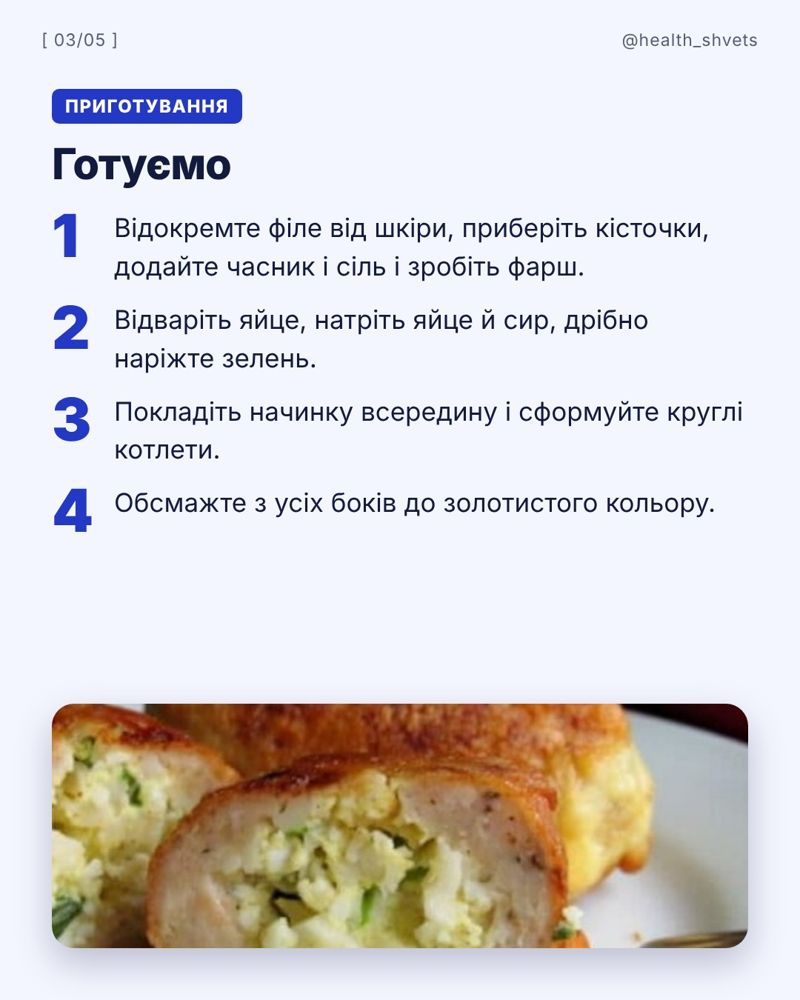 [ 03/05 ]
@health_shvets
ПРИГОТУВАННЯ
Готуємо
1 Відокремте філе від шкіри, приберіть кісточки,
додайте часник і сіль і зробіть фарш.
2 Відваріть яйце, натріть яйце й сир, дрібно
наріжте зелень.
3 Покладіть начинку всередину і сформуйте круглі
котлети.
4 Обсмажте з усіх боків до золотистого кольору.